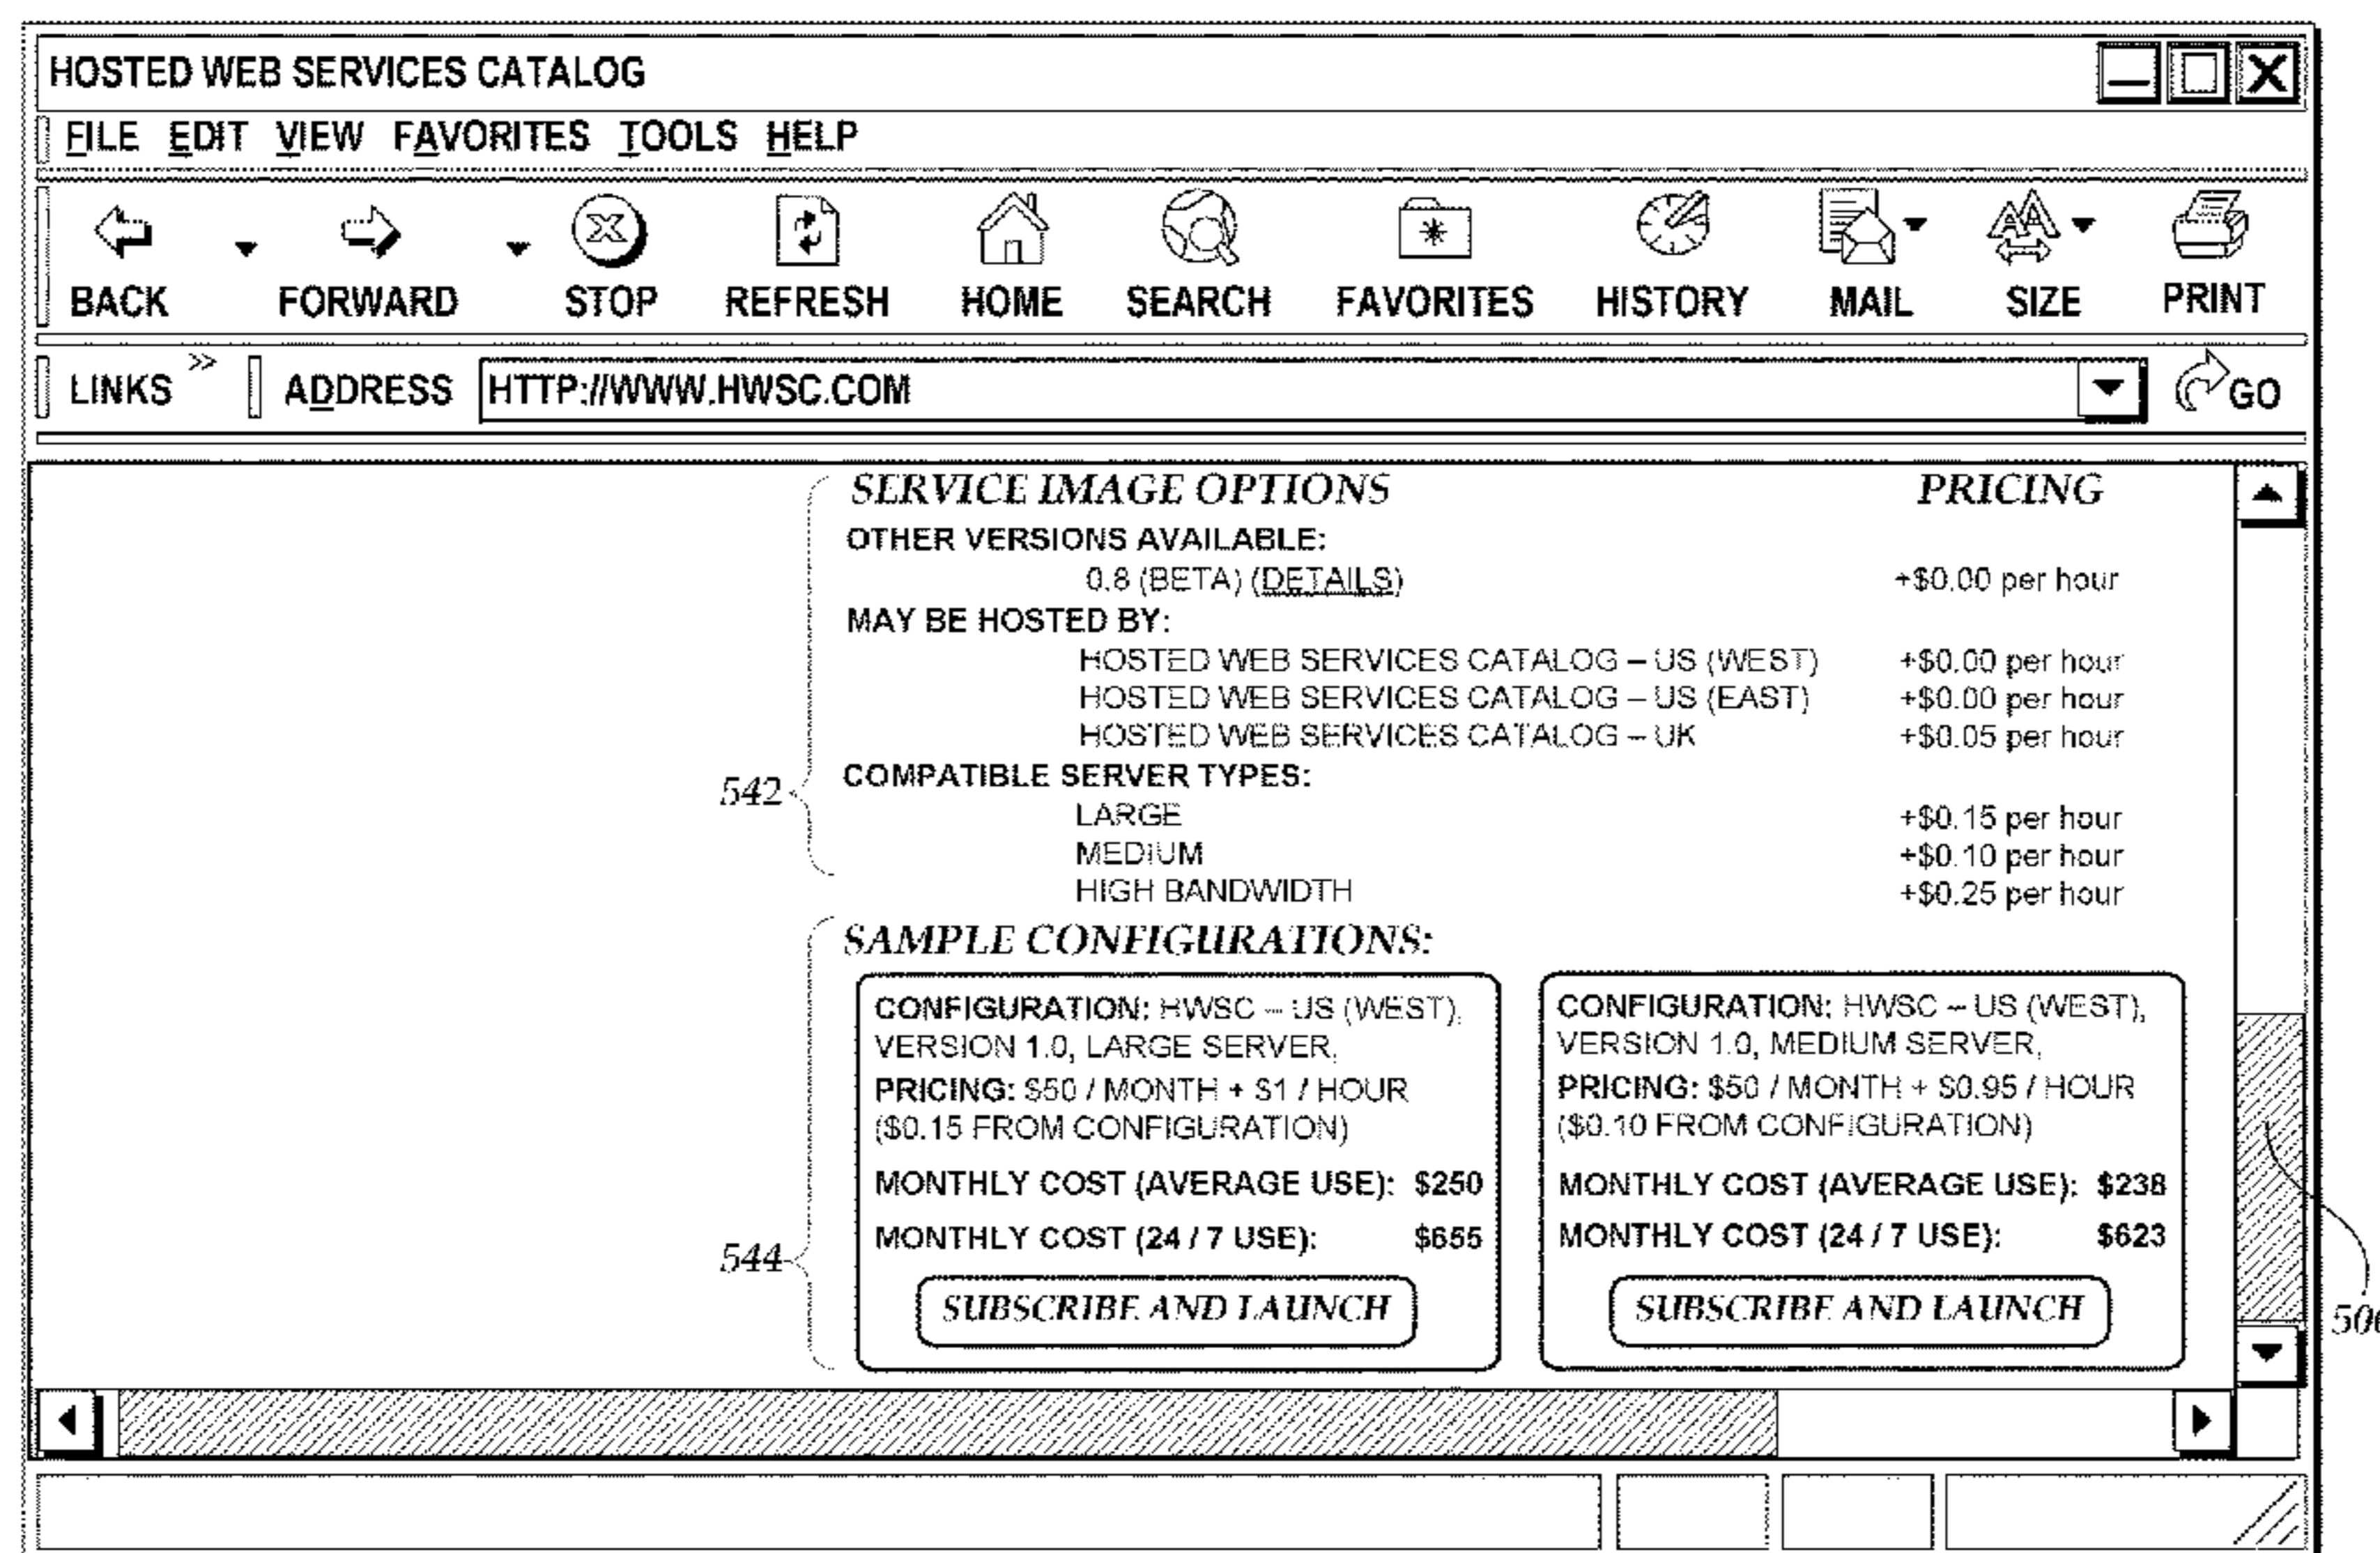 HOSTED WEB SERVICES CATALOG
FILE EDIT VIEW FAVORITES TOOLS HELP
BACK FORWARD STOP REFRESH HOME SEARCH FAVORITES HISTORY MAIL SIZE PRINT
LINKS >> ADDRESS HTTP://WWW.HWSC.COM GO
SERVICE IMAGE OPTIONS PRICING
OTHER VERSIONS AVAILABLE:
0.8 (BETA) (DETAILS) +$0.00 per hour
MAY BE HOSTED BY:
HOSTED WEB SERVICES CATALOG – US (WEST) +$0.00 per hour
HOSTED WEB SERVICES CATALOG – US (EAST) +$0.00 per hour
HOSTED WEB SERVICES CATALOG – UK +$0.05 per hour
542
COMPATIBLE SERVER TYPES:
LARGE +$0.15 per hour
MEDIUM +$0.10 per hour
HIGH BANDWIDTH +$0.25 per hour
544
SAMPLE CONFIGURATIONS:
CONFIGURATION: HWSC – US (WEST),
VERSION 1.0, LARGE SERVER,
PRICING: $50 / MONTH + $1 / HOUR
($0.15 FROM CONFIGURATION)
MONTHLY COST (AVERAGE USE): $250
MONTHLY COST (24 / 7 USE): $655
SUBSCRIBE AND LAUNCH
CONFIGURATION: HWSC – US (WEST),
VERSION 1.0, MEDIUM SERVER,
PRICING: $50 / MONTH + $0.95 / HOUR
($0.10 FROM CONFIGURATION)
MONTHLY COST (AVERAGE USE): $238
MONTHLY COST (24 / 7 USE): $623
SUBSCRIBE AND LAUNCH
506